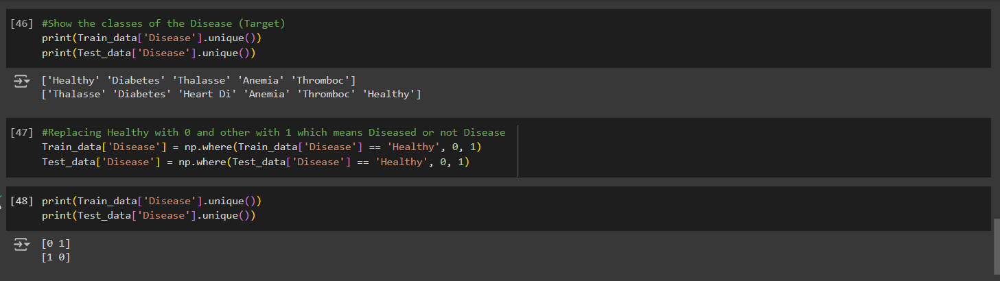 [46] #Show the classes of the Disease (Target)
print(Train_data['Disease'].unique())
print(Test_data['Disease'].unique())
['Healthy' 'Diabetes' 'Thalasse' 'Anemia' 'Thromboc']
['Thalasse' 'Diabetes' 'Heart Di' 'Anemia' 'Thromboc' 'Healthy']
[47] #Replacing Healthy with 0 and other with 1 which means Diseased or not Disease
Train_data['Disease'] = np.where(Train_data['Disease'] == 'Healthy', 0, 1)
Test_data['Disease'] = np.where(Test_data['Disease'] == 'Healthy', 0, 1)
[48] print(Train_data['Disease'].unique())
print(Test_data['Disease'].unique())
[0 1]
[1 0]